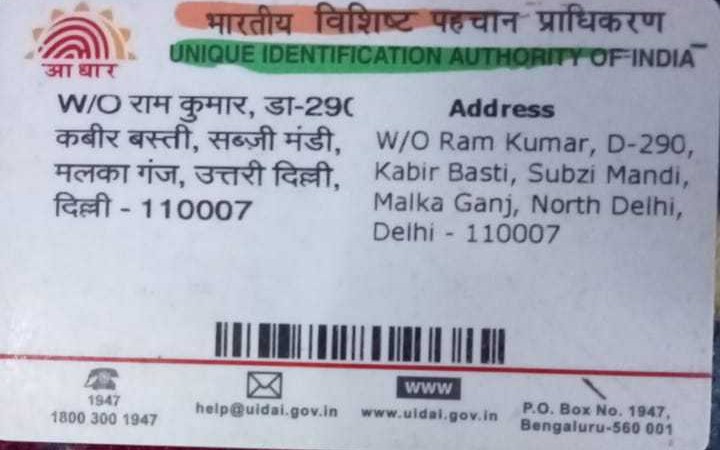 भारतीय विशिष्ट पहचान प्राधिकरण
UNIQUE IDENTIFICATION AUTHORITY OF INDIA
आधार
W/O राम कुमार, डा-290
कबीर बस्ती, सब्ज़ी मंडी,
मलका गंज, उत्तरी दिल्ली,
दिल्ली - 110007
Address
W/O Ram Kumar, D-290,
Kabir Basti, Subzi Mandi,
Malka Ganj, North Delhi,
Delhi - 110007
1947
1800 300 1947
help@uidai.gov.in
www
www.uidai.gov.in
P.O. Box No. 1947,
Bengaluru-560 001